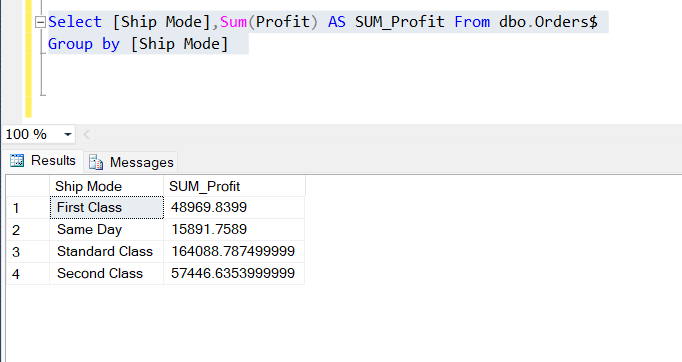 Select [Ship Mode],Sum(Profit) AS SUM_Profit From dbo.Orders$
Group by [Ship Mode]
100 %
Results Messages
Ship Mode SUM_Profit
1 First Class 48969.8399
2 Same Day 15891.7589
3 Standard Class 164088.787499999
4 Second Class 57446.6353999999